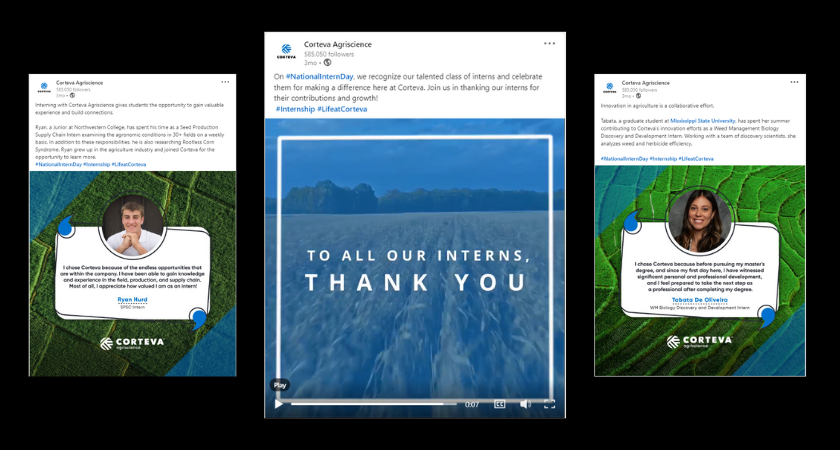 Corteva Agriscience
585,050 followers
3mo •
Interning with Corteva Agriscience gives students the opportunity to gain valuable
experience and build connections.
Ryan, a junior at Northwestern College, has spent his time as a Seed Production
Supply Chain Intern examining the agronomic conditions in 30+ fields on a weekly
basis. In addition to these responsibilities, he is also researching Rootless Corn
Syndrome. Ryan grew up in the agriculture industry and joined Corteva for the
opportunity to learn more.
#NationalInternDay #Internship #LifeatCorteva
I chose Corteva because of the endless opportunities that
are within the company. I have been able to gain knowledge
and experience in the field, production, and supply chain.
Most of all, I appreciate how valued I am as an intern!
Ryan Hurd
SPSC Intern
CORTEVA
agriscience
CORTEVA
Corteva Agriscience
585,050 followers
3mo •
On #NationalInternDay, we recognize our talented class of interns and celebrate
them for making a difference here at Corteva. Join us in thanking our interns for
their contributions and growth!
#Internship #LifeatCorteva
TO ALL OUR INTERNS,
THANK YOU
Play
0:07
CC
Corteva Agriscience
585,050 followers
3mo •
Innovation in agriculture is a collaborative effort.
Tabata, a graduate student at Mississippi State University, has spent her summer
contributing to Corteva's innovation efforts as a Weed Management Biology
Discovery and Development Intern. Working with a team of discovery scientists, she
analyzes weed and herbicide efficiency.
#NationalInternDay #Internship #LifeatCorteva
I chose Corteva because before pursuing my master's
degree, and since my first day here, I have witnessed
significant personal and professional development,
and I feel prepared to take the next step as
a professional after completing my degree.
Tabata De Oliveira
WM Biology Discovery and Development Intern
CORTEVA
agriscience